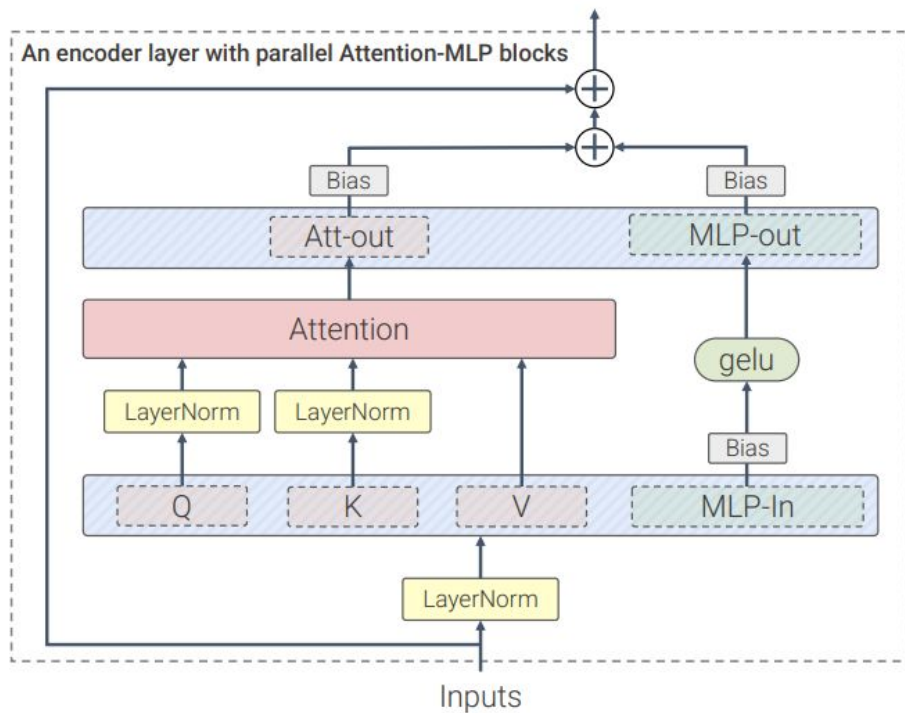 An encoder layer with parallel Attention-MLP blocks
Bias
Bias
Att-out
MLP-out
Attention
gelu
LayerNorm
LayerNorm
Bias
Q
K
V
MLP-In
LayerNorm
Inputs